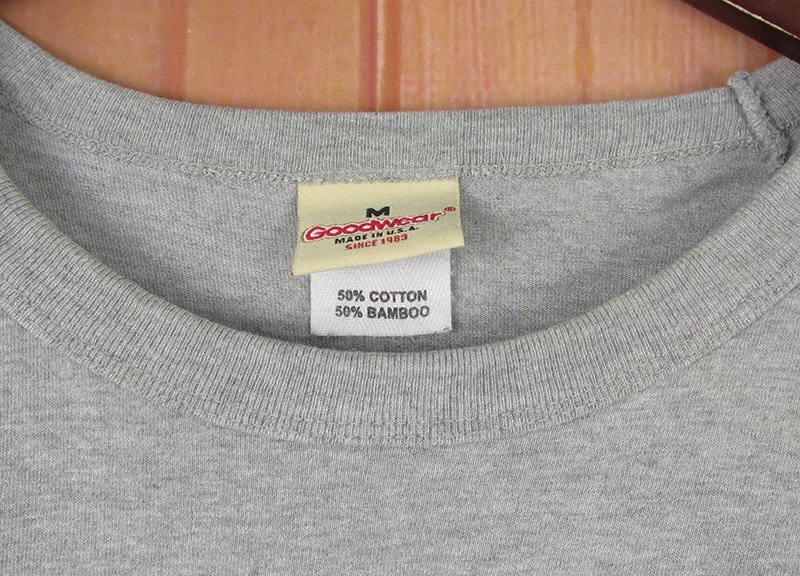 M
GoodWear®
MADE IN U.S.A.
SINCE 1983
50% COTTON
50% BAMBOO